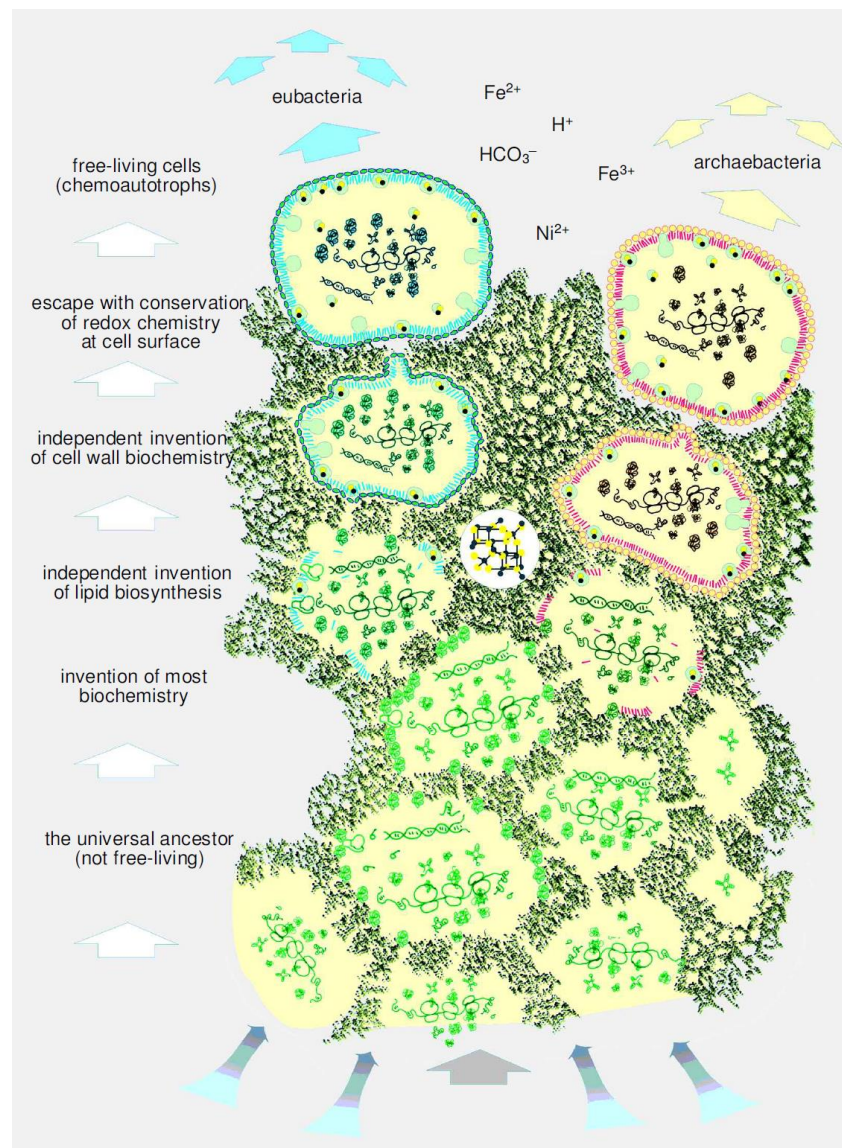 eubacteria
Fe²⁺
H⁺
HCO₃⁻
Fe³⁺
archaebacteria
Ni²⁺
free-living cells
(chemoautotrophs)
escape with conservation
of redox chemistry
at cell surface
independent invention
of cell wall biochemistry
independent invention
of lipid biosynthesis
invention of most
biochemistry
the universal ancestor
(not free-living)